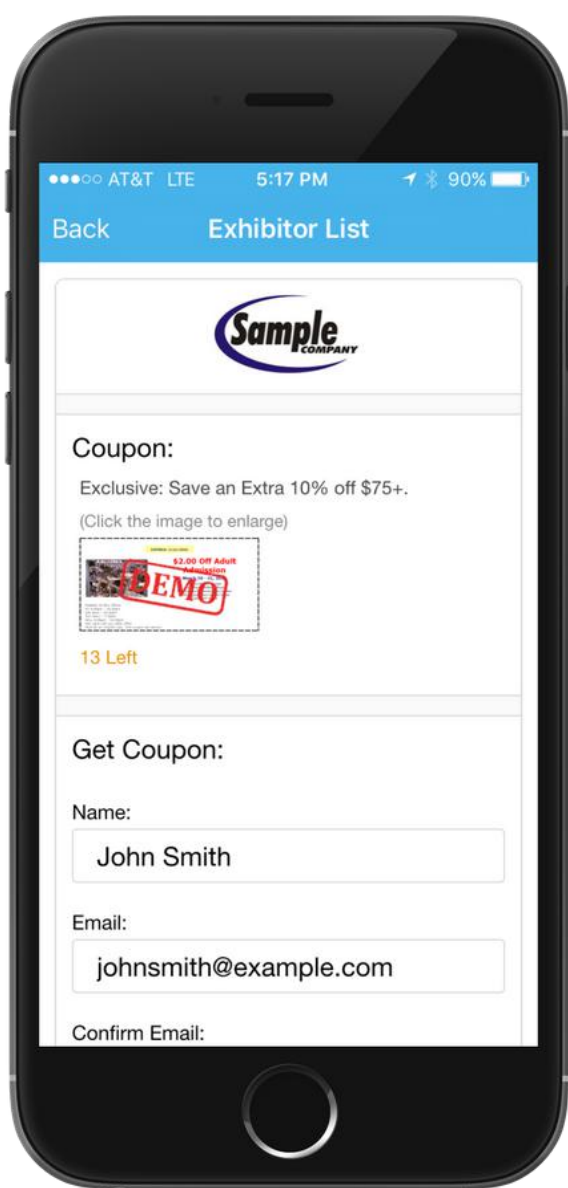 AT&T LTE 5:17 PM 90%
Back Exhibitor List
Sample
COMPANY
Coupon:
Exclusive: Save an Extra 10% off $75+.
(Click the image to enlarge)
$2.00 Off Adult
Admission
DEMO
13 Left
Get Coupon:
Name:
John Smith
Email:
johnsmith@example.com
Confirm Email: